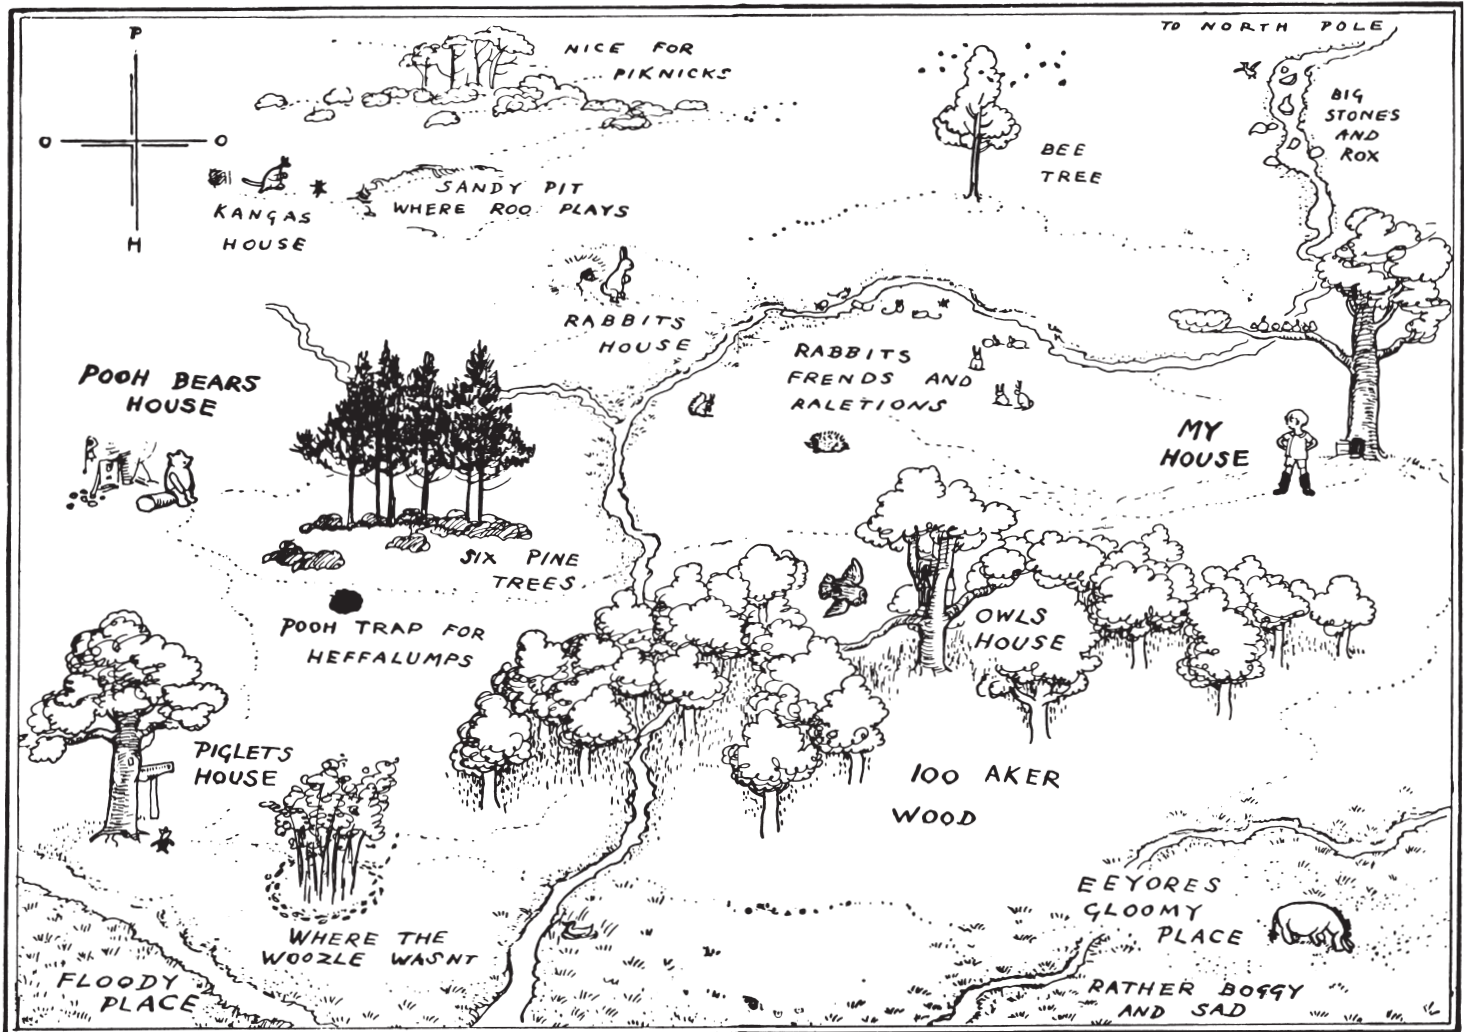 P
TO NORTH POLE
NICE FOR
PIKNICKS
BIG
STONES
AND
ROX
O
O
BEE
TREE
SANDY PIT
WHERE ROO PLAYS
KANGAS
HOUSE
H
RABBITS
HOUSE
RABBITS
FRENDS AND
RALETIONS
POOH BEARS
HOUSE
MY
HOUSE
SIX PINE
TREES
OWLS
HOUSE
POOH TRAP FOR
HEFFALUMPS
PIGLETS
HOUSE
100 AKER
WOOD
EEYORES
GLOOMY
PLACE
WHERE THE
WOOZLE WASNT
FLOODY
PLACE
RATHER BOGGY
AND SAD